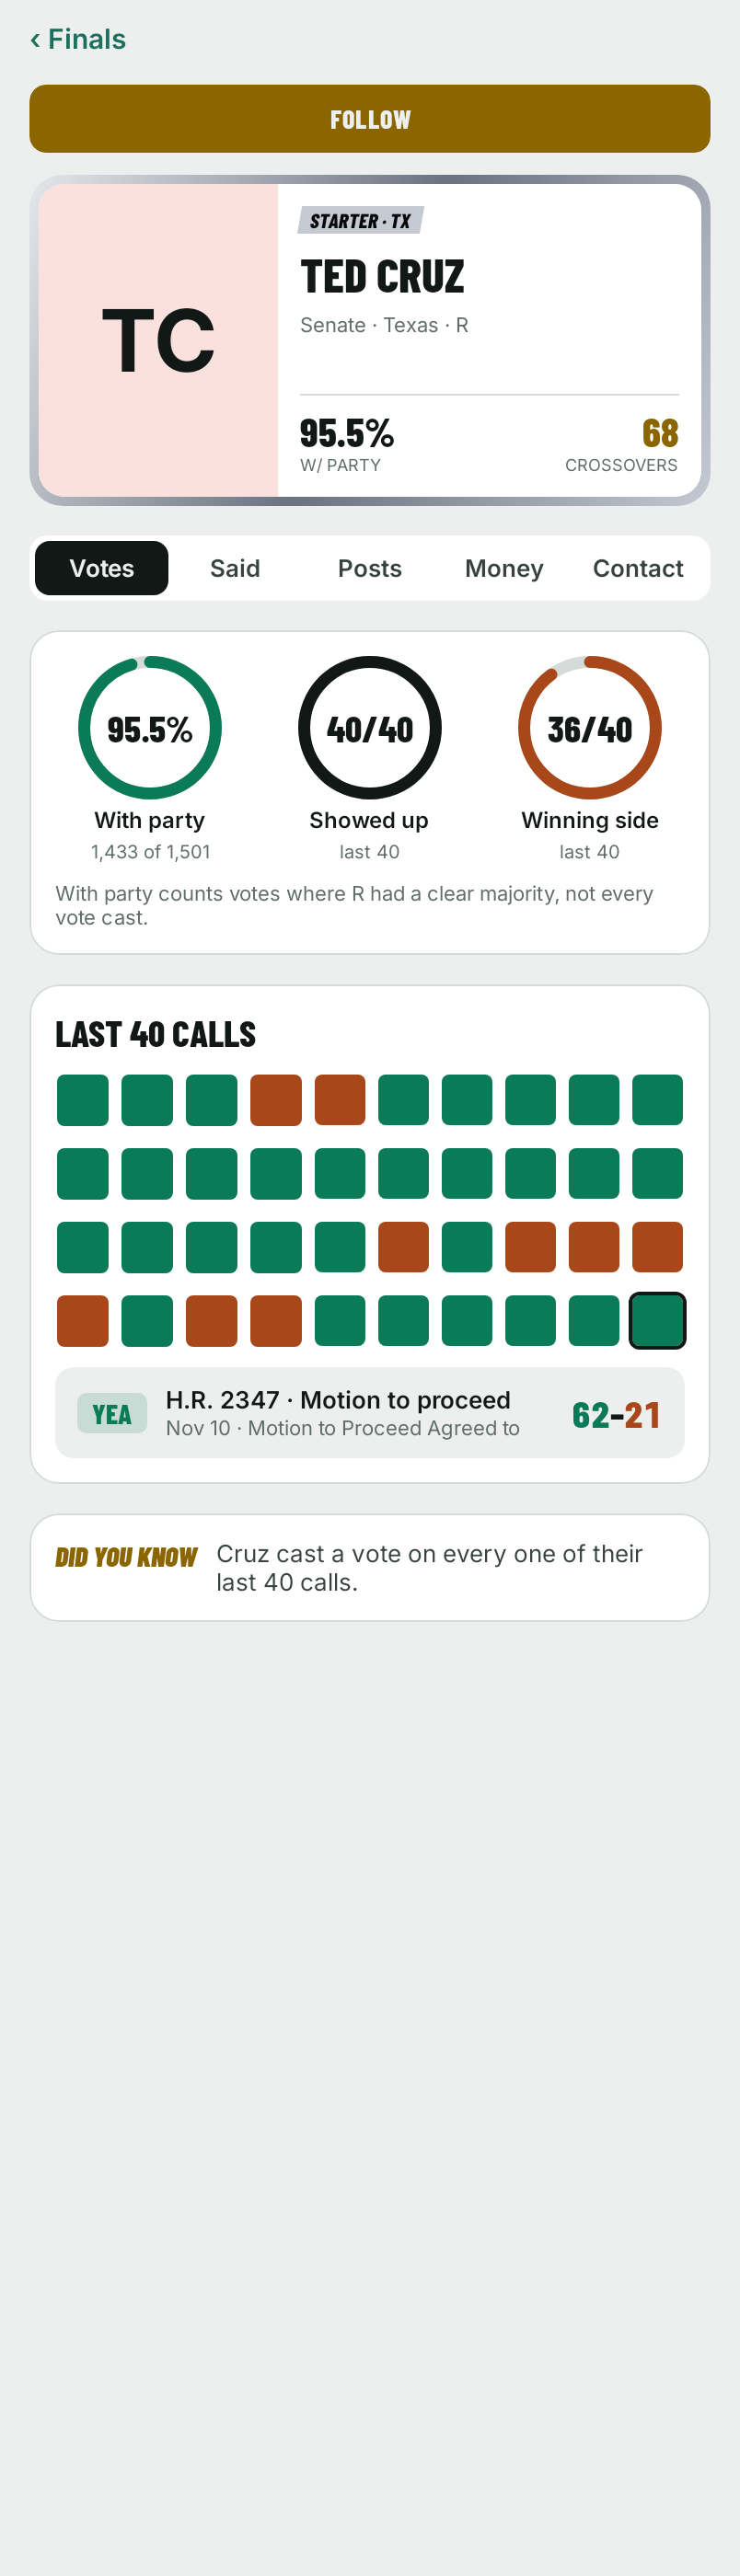 ‹ Finals
FOLLOW
STARTER · TX
TC
TED CRUZ
Senate · Texas · R
95.5%
68
W/ PARTY
CROSSOVERS
Votes
Said
Posts
Money
Contact
95.5%
40/40
36/40
With party
Showed up
Winning side
1,433 of 1,501
last 40
last 40
With party counts votes where R had a clear majority, not every
vote cast.
LAST 40 CALLS
YEA
H.R. 2347 · Motion to proceed
Nov 10 · Motion to Proceed Agreed to
62–21
DID YOU KNOW
Cruz cast a vote on every one of their
last 40 calls.